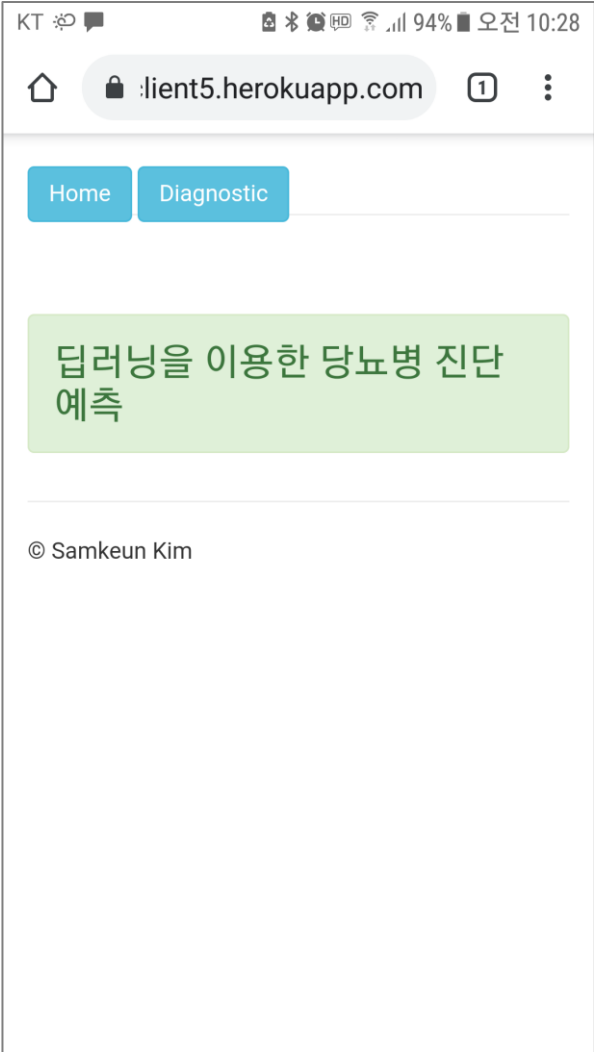 KT HD 94% 오전 10:28
:lient5.herokuapp.com 1
Home Diagnostic
딥러닝을 이용한 당뇨병 진단
예측
© Samkeun Kim